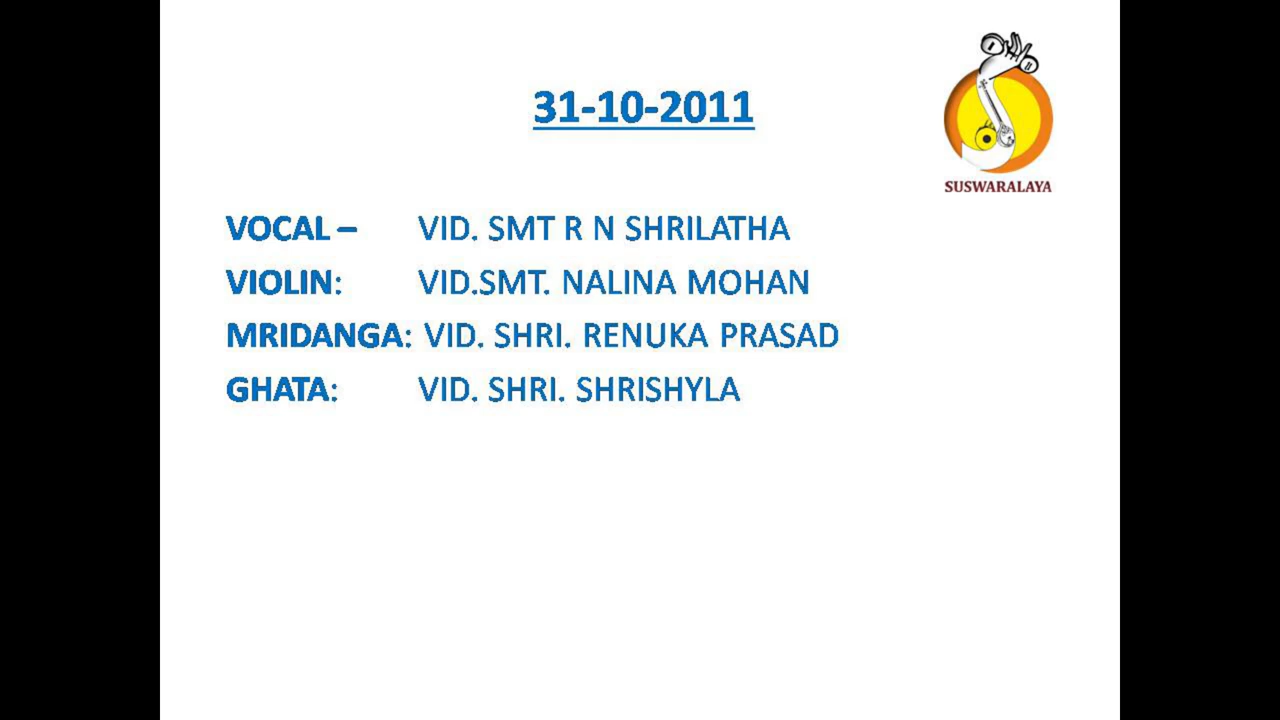 31-10-2011
SUSWARALAYA
VOCAL – VID. SMT R N SHRILATHA
VIOLIN: VID.SMT. NALINA MOHAN
MRIDANGA: VID. SHRI. RENUKA PRASAD
GHATA: VID. SHRI. SHRISHYLA